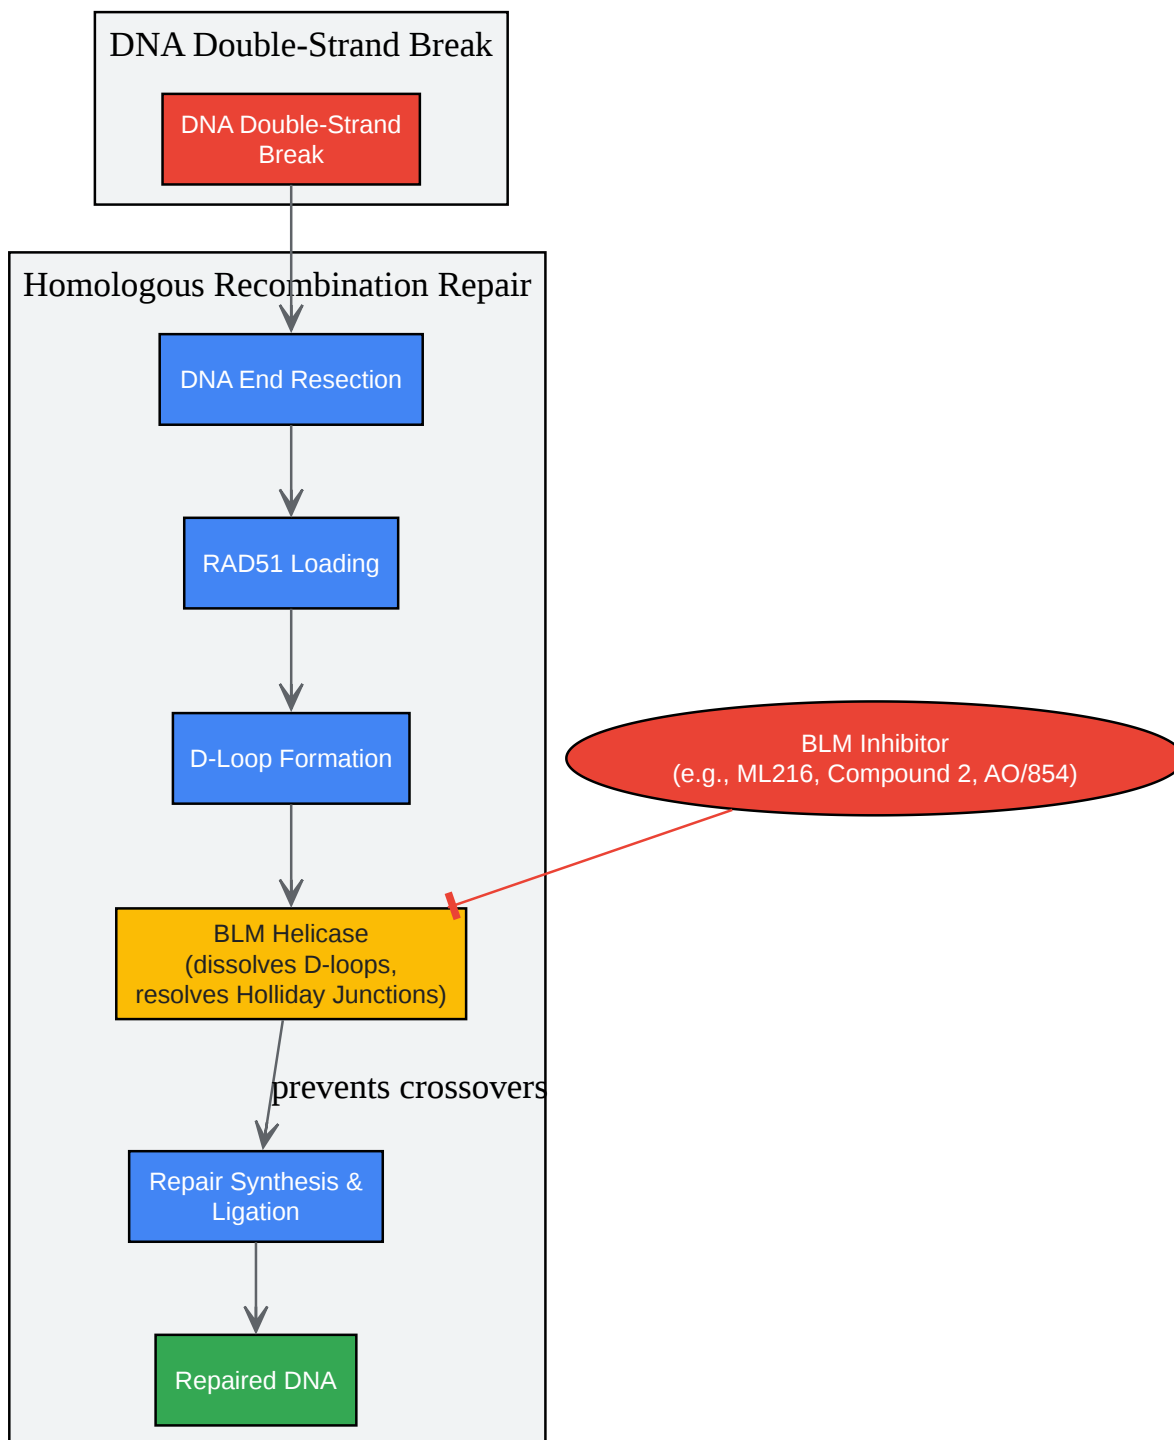 DNA Double-Strand Break
DNA Double-Strand
Break
Homologous Recombination Repair
DNA End Resection
RAD51 Loading
D-Loop Formation
BLM Inhibitor
(e.g., ML216, Compound 2, AO/854)
BLM Helicase
(dissolves D-loops,
resolves Holliday Junctions)
prevents crossovers
Repair Synthesis &
Ligation
Repaired DNA